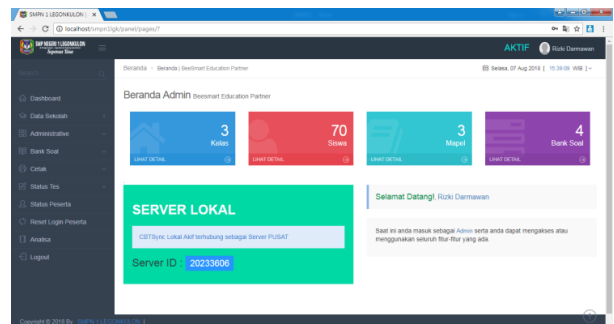 SMPN 1 LEGONKULON
localhost/smpn1lgk/panel/pages/?
SMP NEGERI 1 LEGONKULON
AKTIF
Rizki Darmawan
Search
Beranda - Beranda | BeeSmart Education Partner
Selasa, 07 Aug 2018 | 15:38:09 WIB |
Dashboard
Beranda Admin Beesmart Education Partner
Data Sekolah
Administrative
Bank Soal
Cetak
Status Tes
Status Peserta
Reset Login Peserta
Analisa
Logout
3
Kelas
LIHAT DETAIL
70
Siswa
LIHAT DETAIL
3
Mapel
LIHAT DETAIL
4
Bank Soal
LIHAT DETAIL
SERVER LOKAL
CBTSync Lokal Akif terhubung sebagai Server PUSAT
Server ID : 20233606
Selamat Datang!, Rizki Darmawan
Saat ini anda masuk sebagai Admin serta anda dapat mengakses atau
menggunakan seluruh fitur-fitur yang ada.
Copyright © 2018 By : SMPN 1 LEGONKULON |